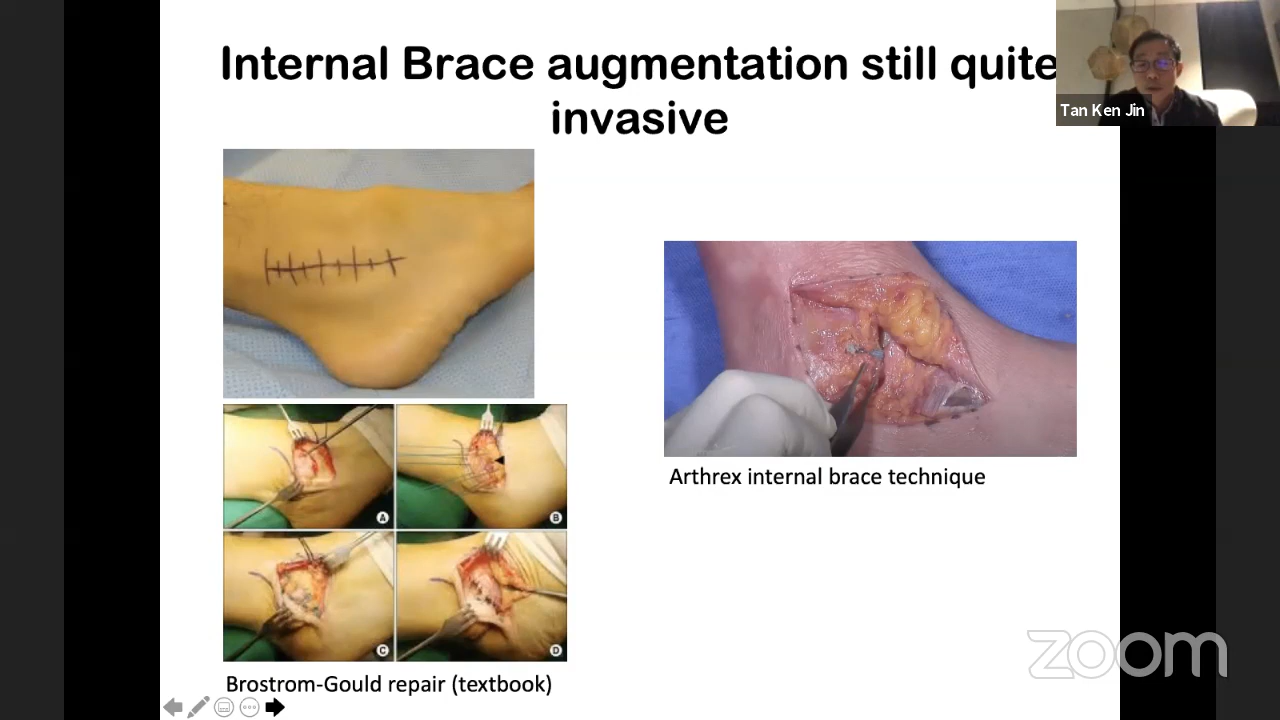 Internal Brace augmentation still quite
invasive
Tan Ken Jin
A
B
C
D
Arthrex internal brace technique
Brostrom-Gould repair (textbook)
zoom